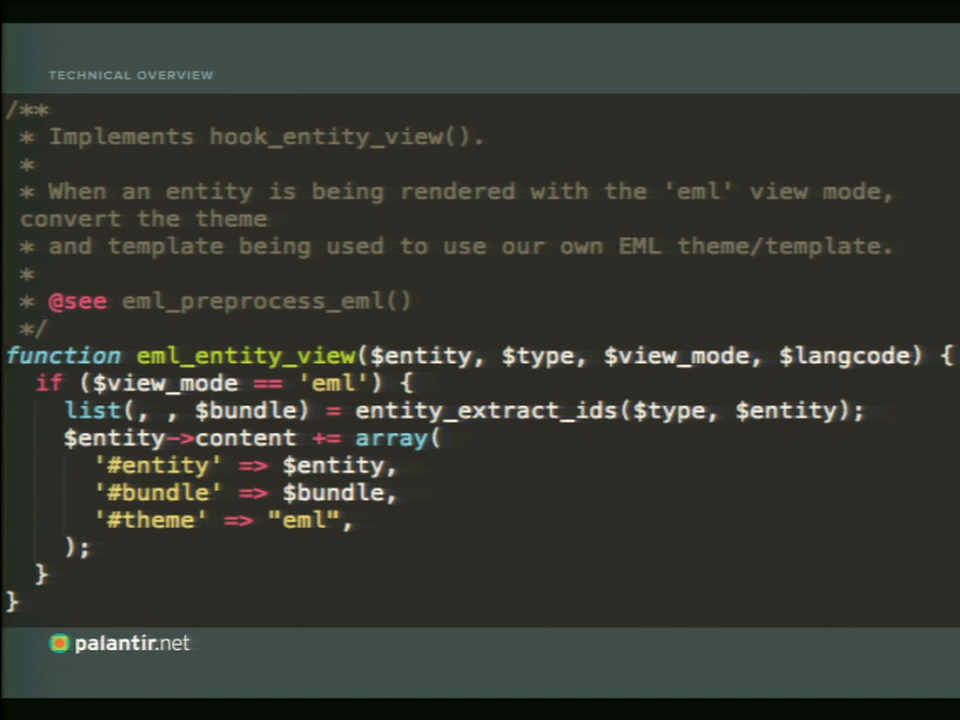 TECHNICAL OVERVIEW
/**
 * Implements hook_entity_view().
 *
 * When an entity is being rendered with the 'eml' view mode,
 convert the theme
 * and template being used to use our own EML theme/template.
 *
 * @see eml_preprocess_eml()
 */
function eml_entity_view($entity, $type, $view_mode, $langcode) {
  if ($view_mode == 'eml') {
    list(, , $bundle) = entity_extract_ids($type, $entity);
    $entity->content += array(
      '#entity' => $entity,
      '#bundle' => $bundle,
      '#theme' => "eml",
    );
  }
}
palantir.net